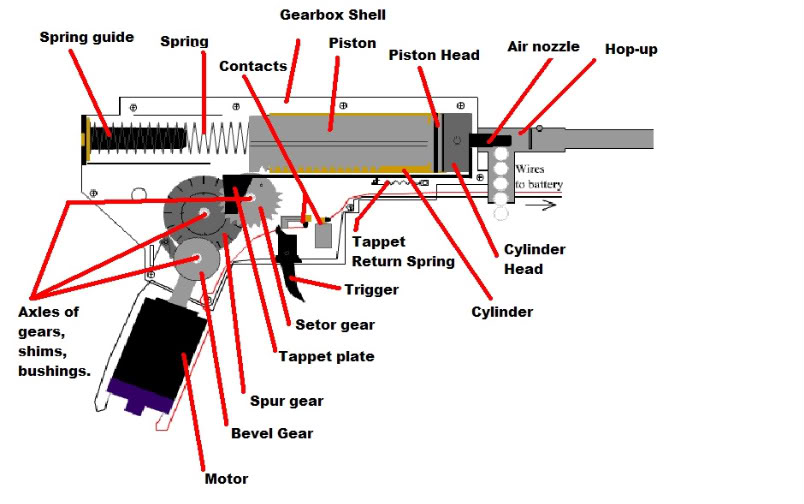 Gearbox Shell
Spring guide
Spring
Piston
Contacts
Piston Head
Air nozzle
Hop-up
Wires
to battery
Tappet
Return Spring
Cylinder
Head
Trigger
Cylinder
Axles of
gears,
shims,
bushings.
Setor gear
Tappet plate
Spur gear
Bevel Gear
Motor